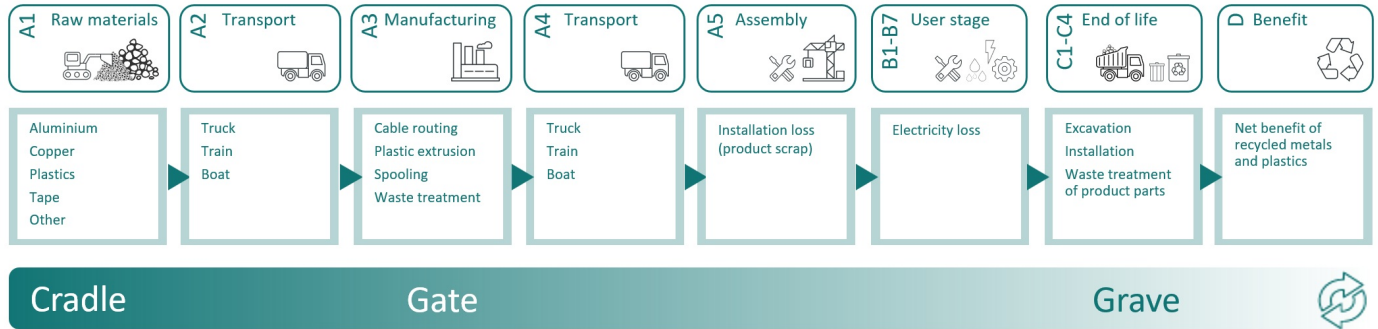 A1 Raw materials
A2 Transport
A3 Manufacturing
A4 Transport
A5 Assembly
B1-B7 User stage
C1-C4 End of life
D Benefit
Aluminium
Copper
Plastics
Tape
Other
Truck
Train
Boat
Cable routing
Plastic extrusion
Spooling
Waste treatment
Truck
Train
Boat
Installation loss
(product scrap)
Electricity loss
Excavation
Installation
Waste treatment
of product parts
Net benefit of
recycled metals
and plastics
Cradle
Gate
Grave